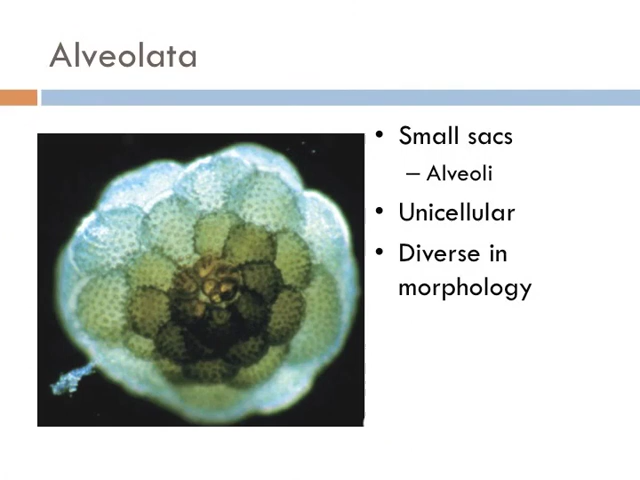 Alveolata
• Small sacs
– Alveoli
• Unicellular
• Diverse in
morphology